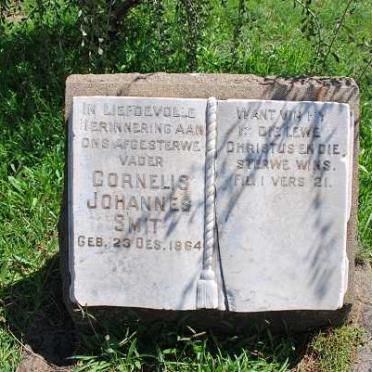 IN LIEFDEVOLLE
HERINNERING AAN
ONS AFGESTERWE
VADER
CORNELIS
JOHANNES
SMIT
GEB. 23 DES. 1864
WANT VIR MY
IS DIE LEWE
CHRISTUS EN DIE
STERWE WINS.
FIL. 1 VERS 21.